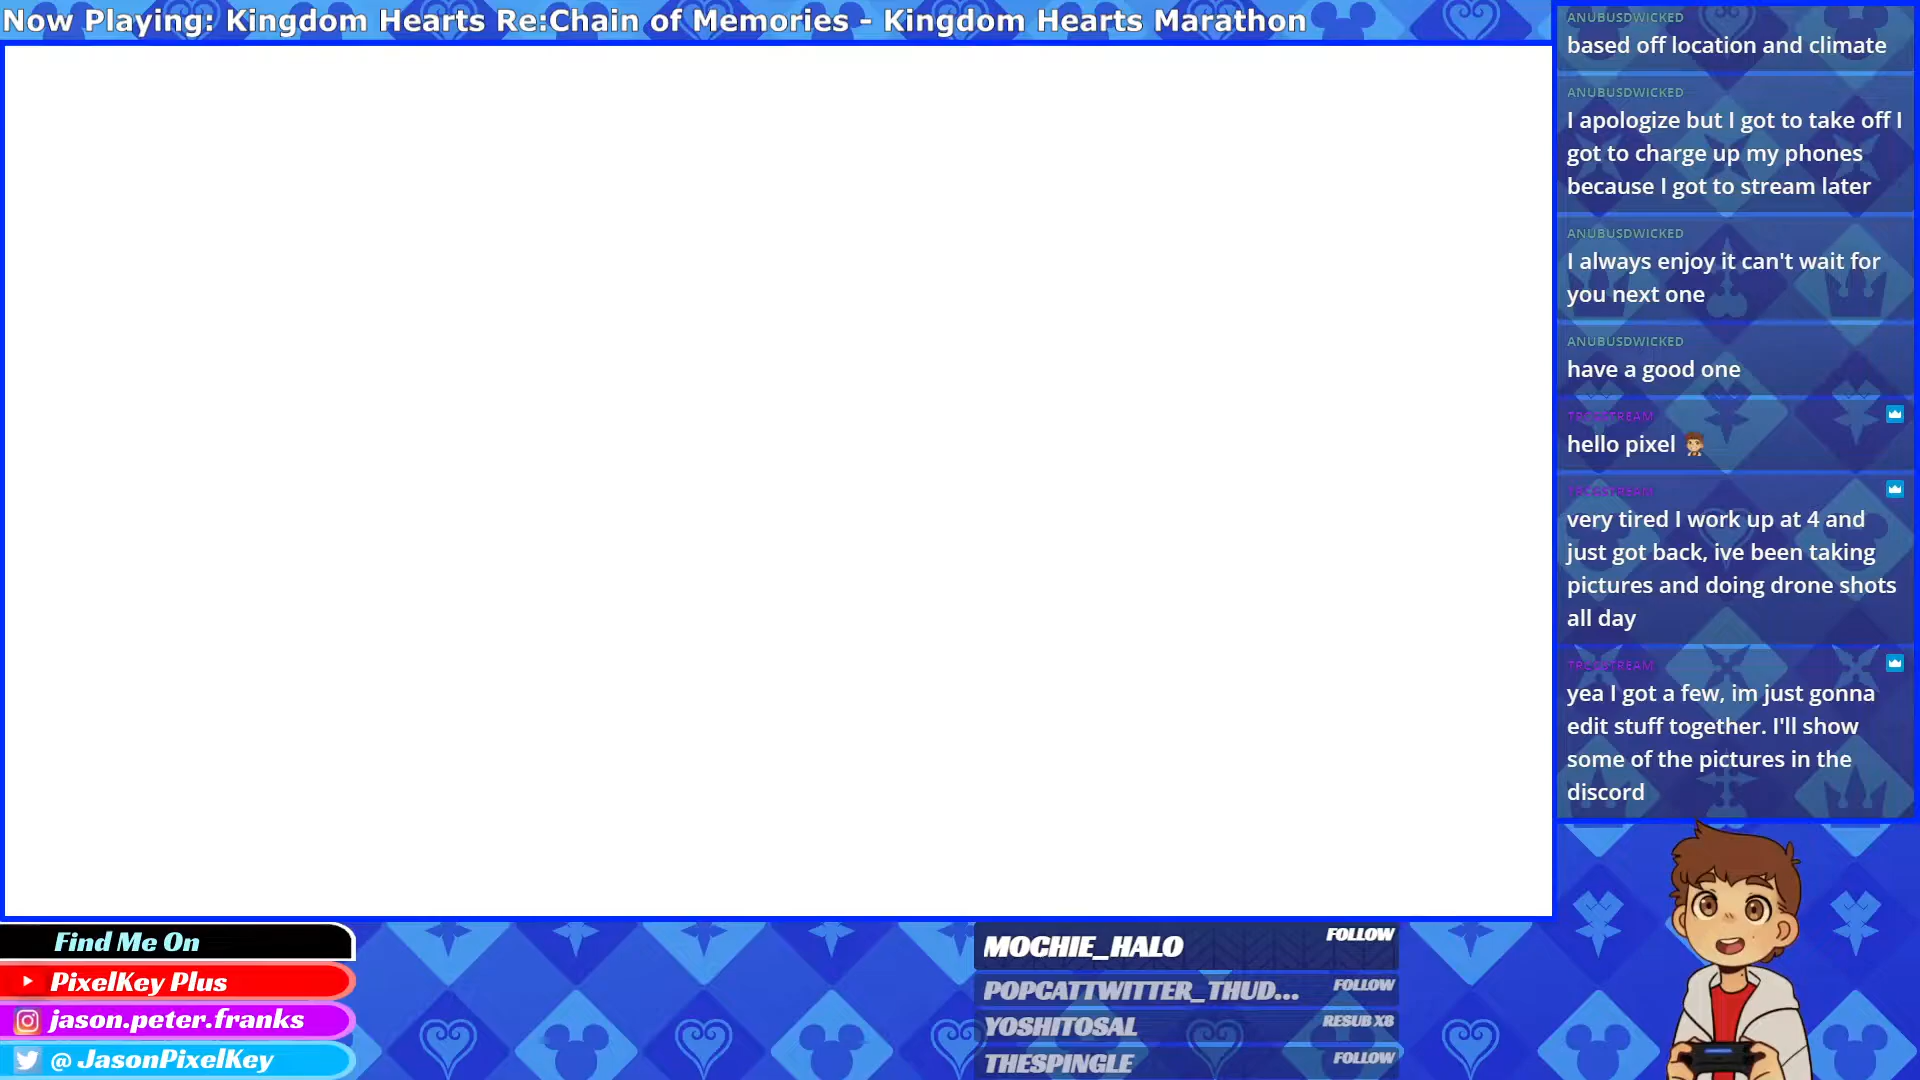 Now Playing: Kingdom Hearts Re:Chain of Memories - Kingdom Hearts Marathon
ANUBUSDWICKED
based off location and climate
ANUBUSDWICKED
I apologize but I got to take off I
got to charge up my phones
because I got to stream later
ANUBUSDWICKED
I always enjoy it can't wait for
you next one
ANUBUSDWICKED
have a good one
hello pixel
very tired I work up at 4 and
just got back, ive been taking
pictures and doing drone shots
all day
yea I got a few, im just gonna
edit stuff together. I'll show
some of the pictures in the
discord
Find Me On
PixelKey Plus
jason.peter.franks
@JasonPixelKey
MOCHIE_HALO FOLLOW
POPCATTWITTER_THUD... FOLLOW
YOSHITOSAL RESUB X8
THESPINGLE FOLLOW